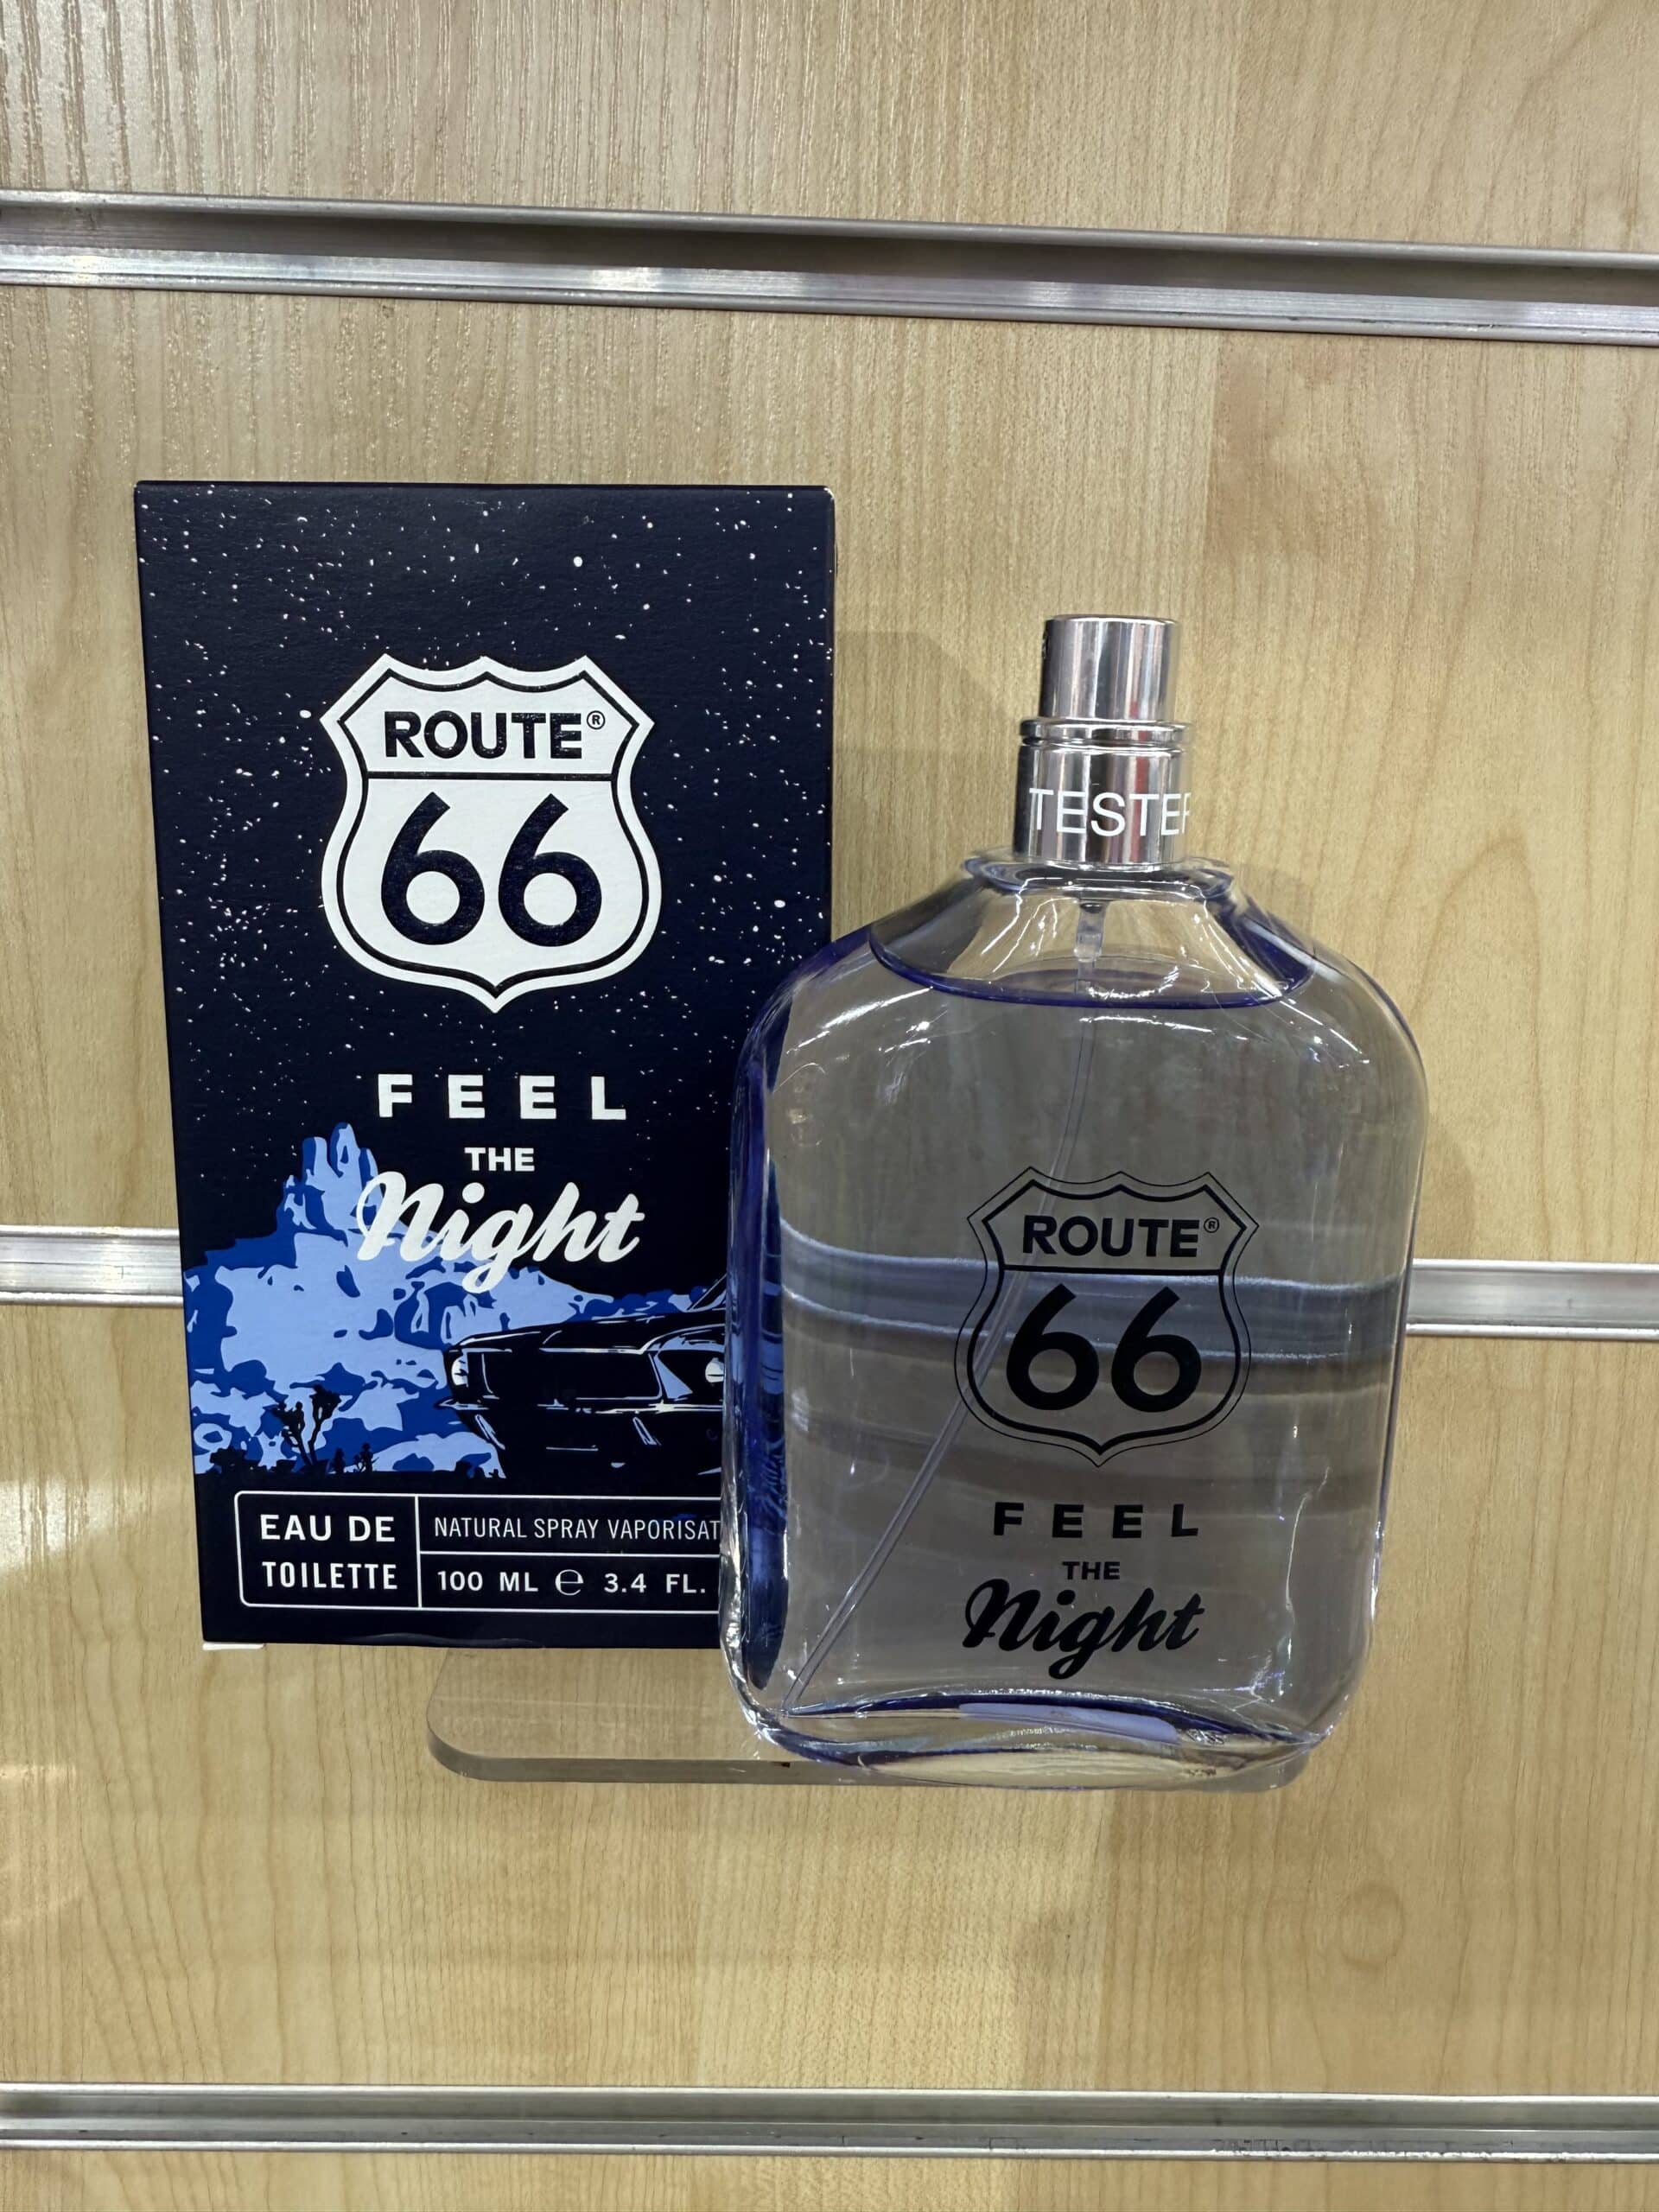 ROUTE®
66
FEEL
THE
Night
EAU DE
TOILETTE
NATURAL SPRAY VAPORISAT
100 ML ℮ 3.4 FL.
TESTER
ROUTE®
66
FEEL
THE
Night